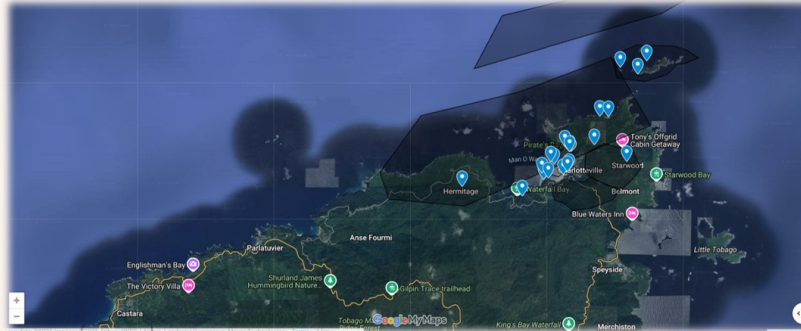 Pirate's
Tony's Offgrid
Cabin Getaway
Man O W
Charlotteville
Starwood
Starwood Bay
Hermitage
Waterfall Bay
Belmont
Blue Waters Inn
Anse Fourmi
Parlatuvier
Little Tobago
Englishman's Bay
Speyside
Shurland James
Hummingbird Nature...
The Victory Villa
Gilpin Trace trailhead
Castara
Tobago M
Google My Maps
King's Bay Waterfall
Merchiston
+
−